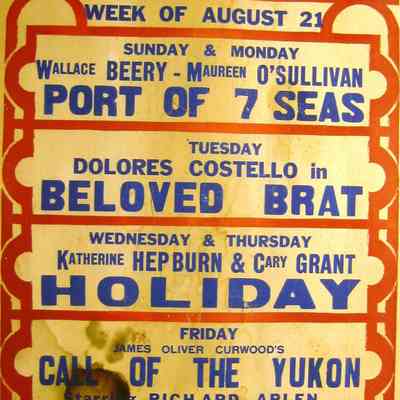 WEEK OF AUGUST 21
SUNDAY & MONDAY
WALLACE BEERY - MAUREEN O'SULLIVAN
PORT OF 7 SEAS
TUESDAY
DOLORES COSTELLO in
BELOVED BRAT
WEDNESDAY & THURSDAY
KATHERINE HEPBURN & CARY GRANT
HOLIDAY
FRIDAY
JAMES OLIVER CURWOOD'S
CALL OF THE YUKON
Starring RICHARD ARLEN